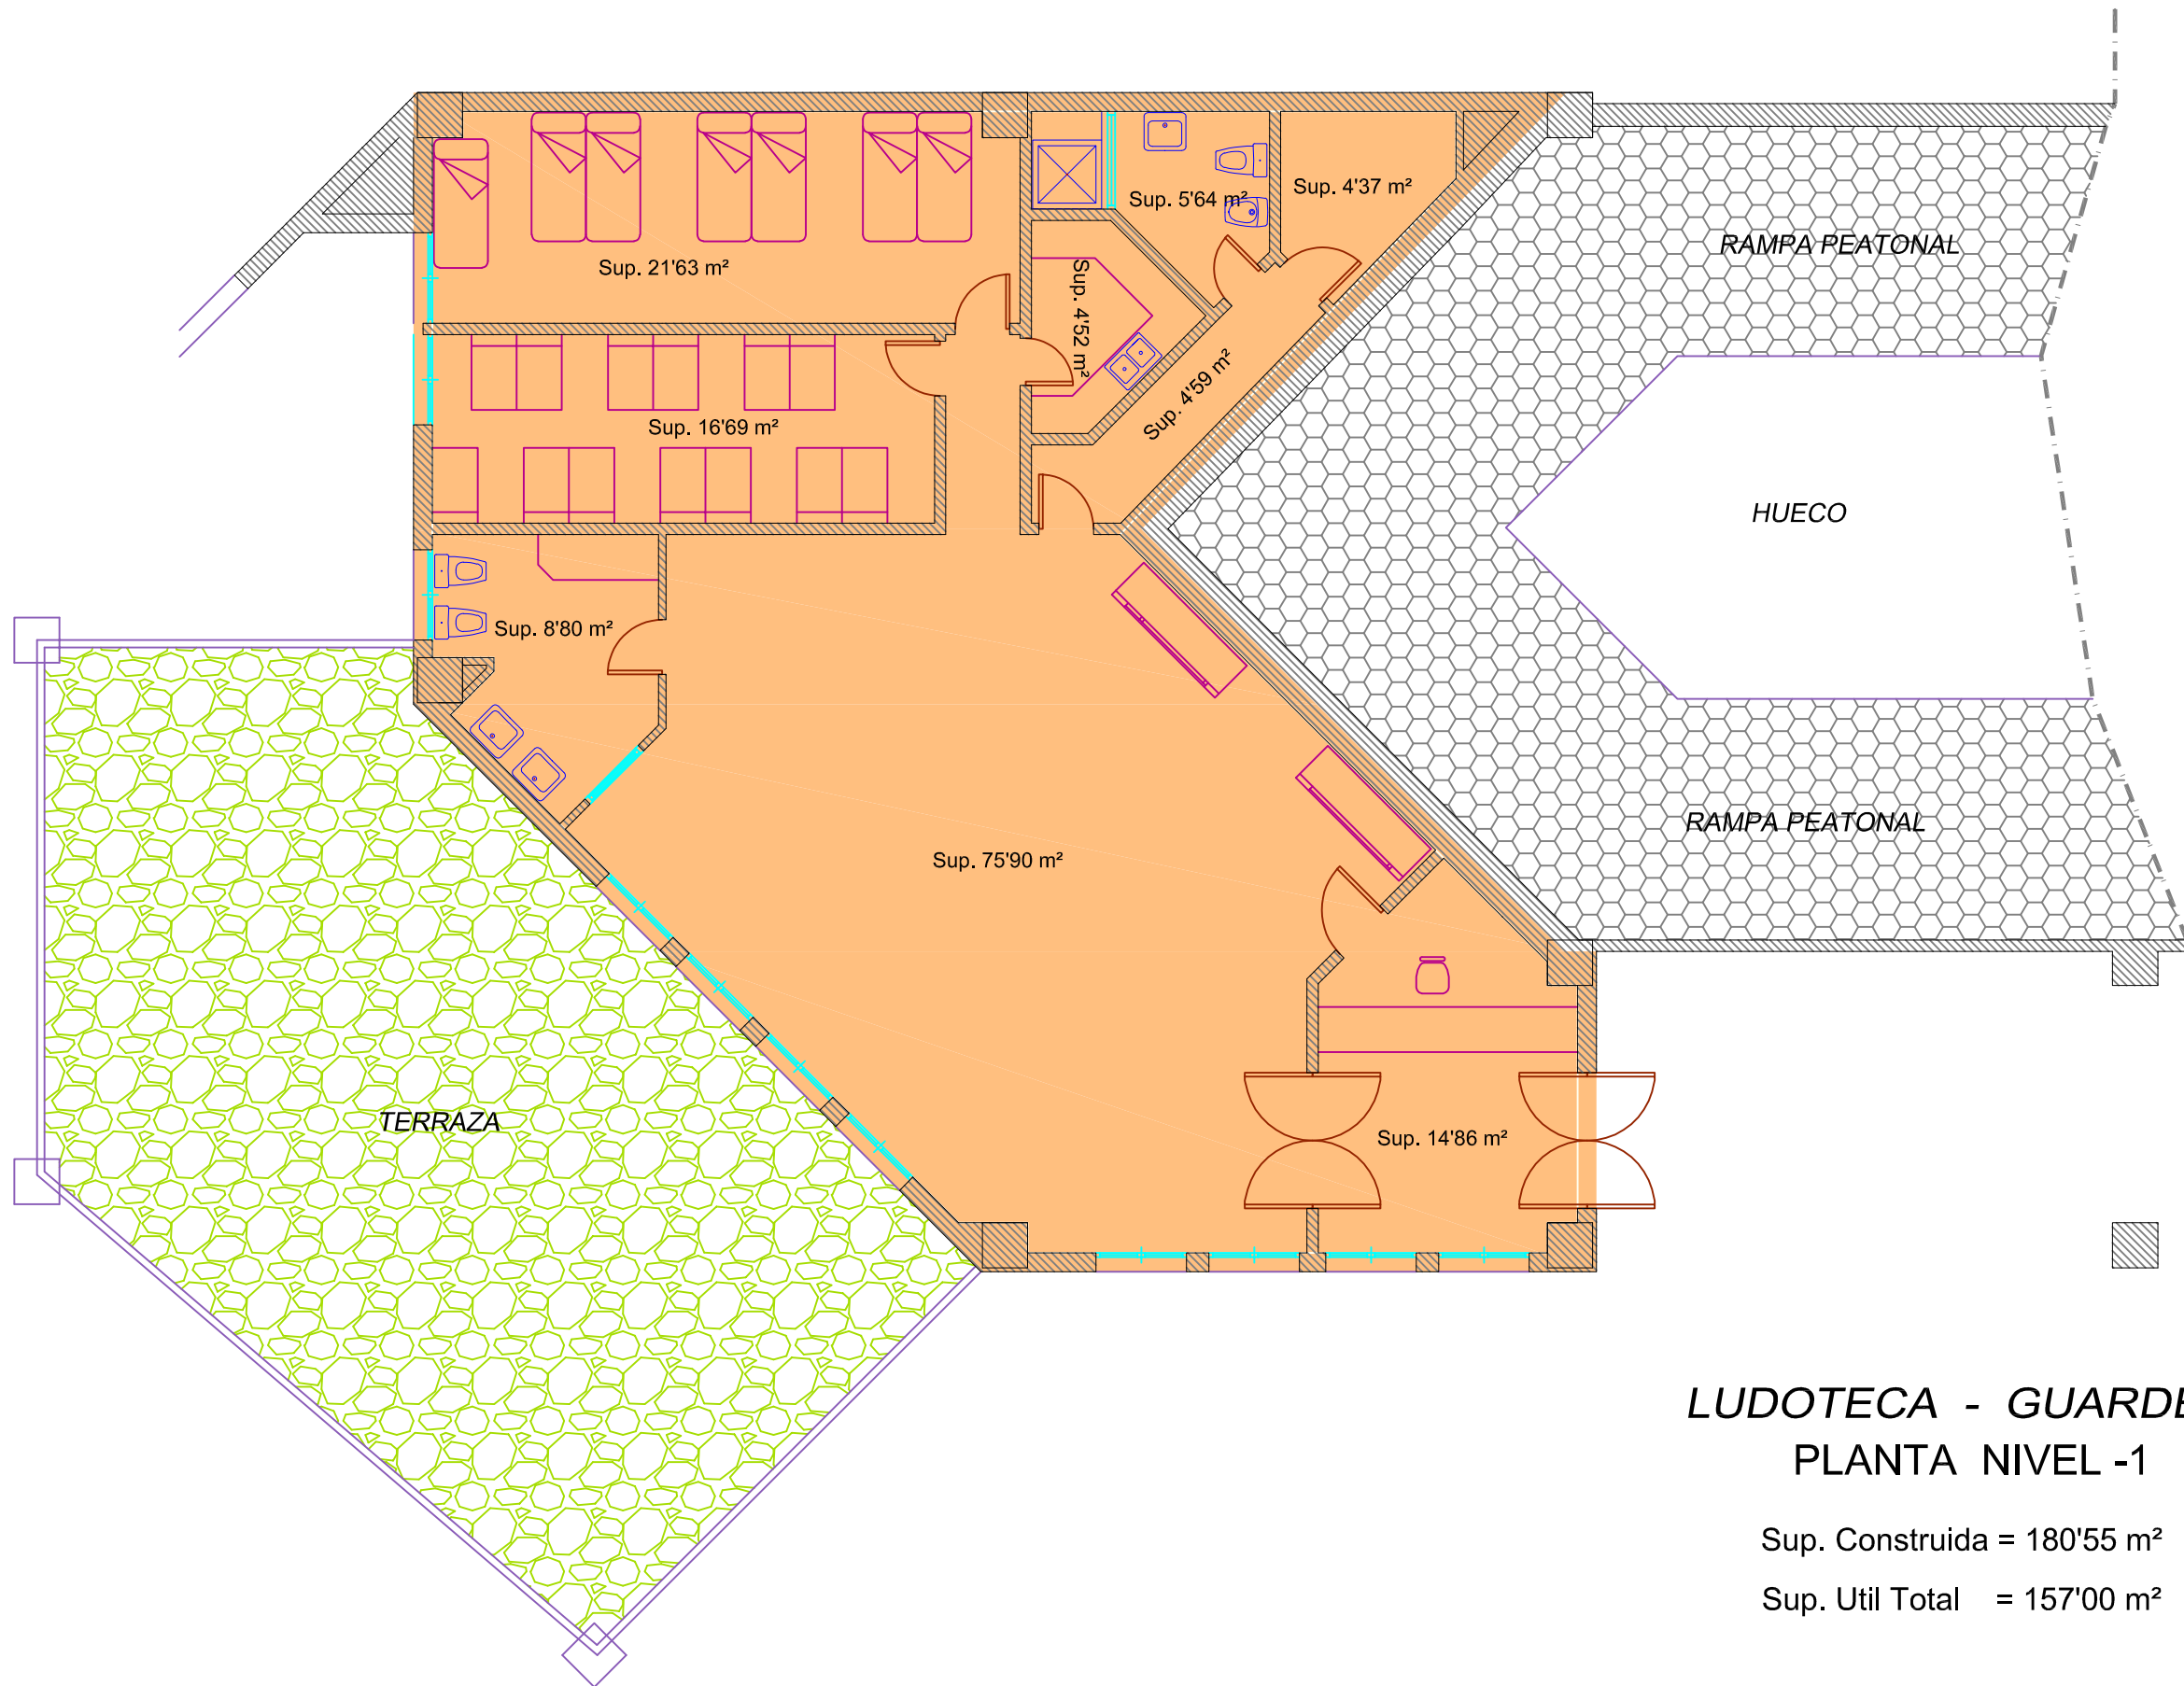 Sup. 5'64 m²
Sup. 4'37 m²
RAMPA PEATONAL
Sup. 21'63 m²
Sup. 4'52 m²
Sup. 4'59 m²
Sup. 16'69 m²
HUECO
Sup. 8'80 m²
RAMPA PEATONAL
Sup. 75'90 m²
TERRAZA
Sup. 14'86 m²
LUDOTECA - GUARDE
PLANTA NIVEL -1
Sup. Construida = 180'55 m²
Sup. Util Total = 157'00 m²